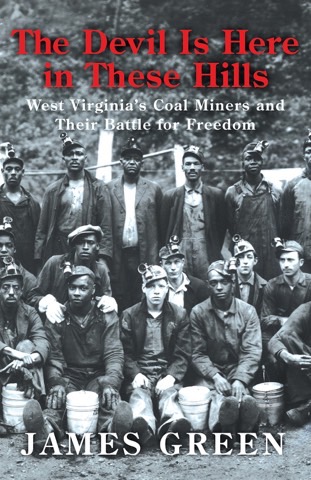 The Devil Is Here
in These Hills
West Virginia's Coal Miners and
Their Battle for Freedom
JAMES GREEN